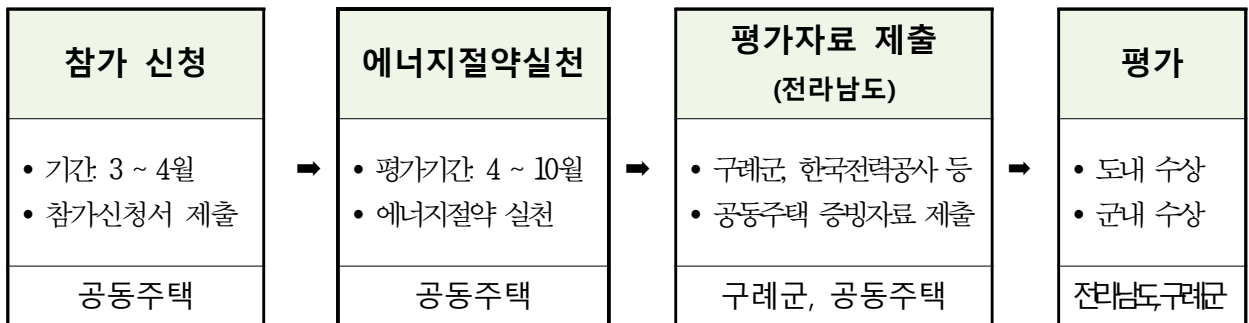 참가 신청
• 기간: 3 ~ 4월
• 참가신청서 제출
공동주택
➡
에너지절약실천
• 평가기간: 4 ~ 10월
• 에너지절약 실천
공동주택
➡
평가자료 제출
(전라남도)
• 구례군, 한국전력공사 등
• 공동주택 증빙자료 제출
구례군, 공동주택
➡
평가
• 도내 수상
• 군내 수상
전라남도,구례군